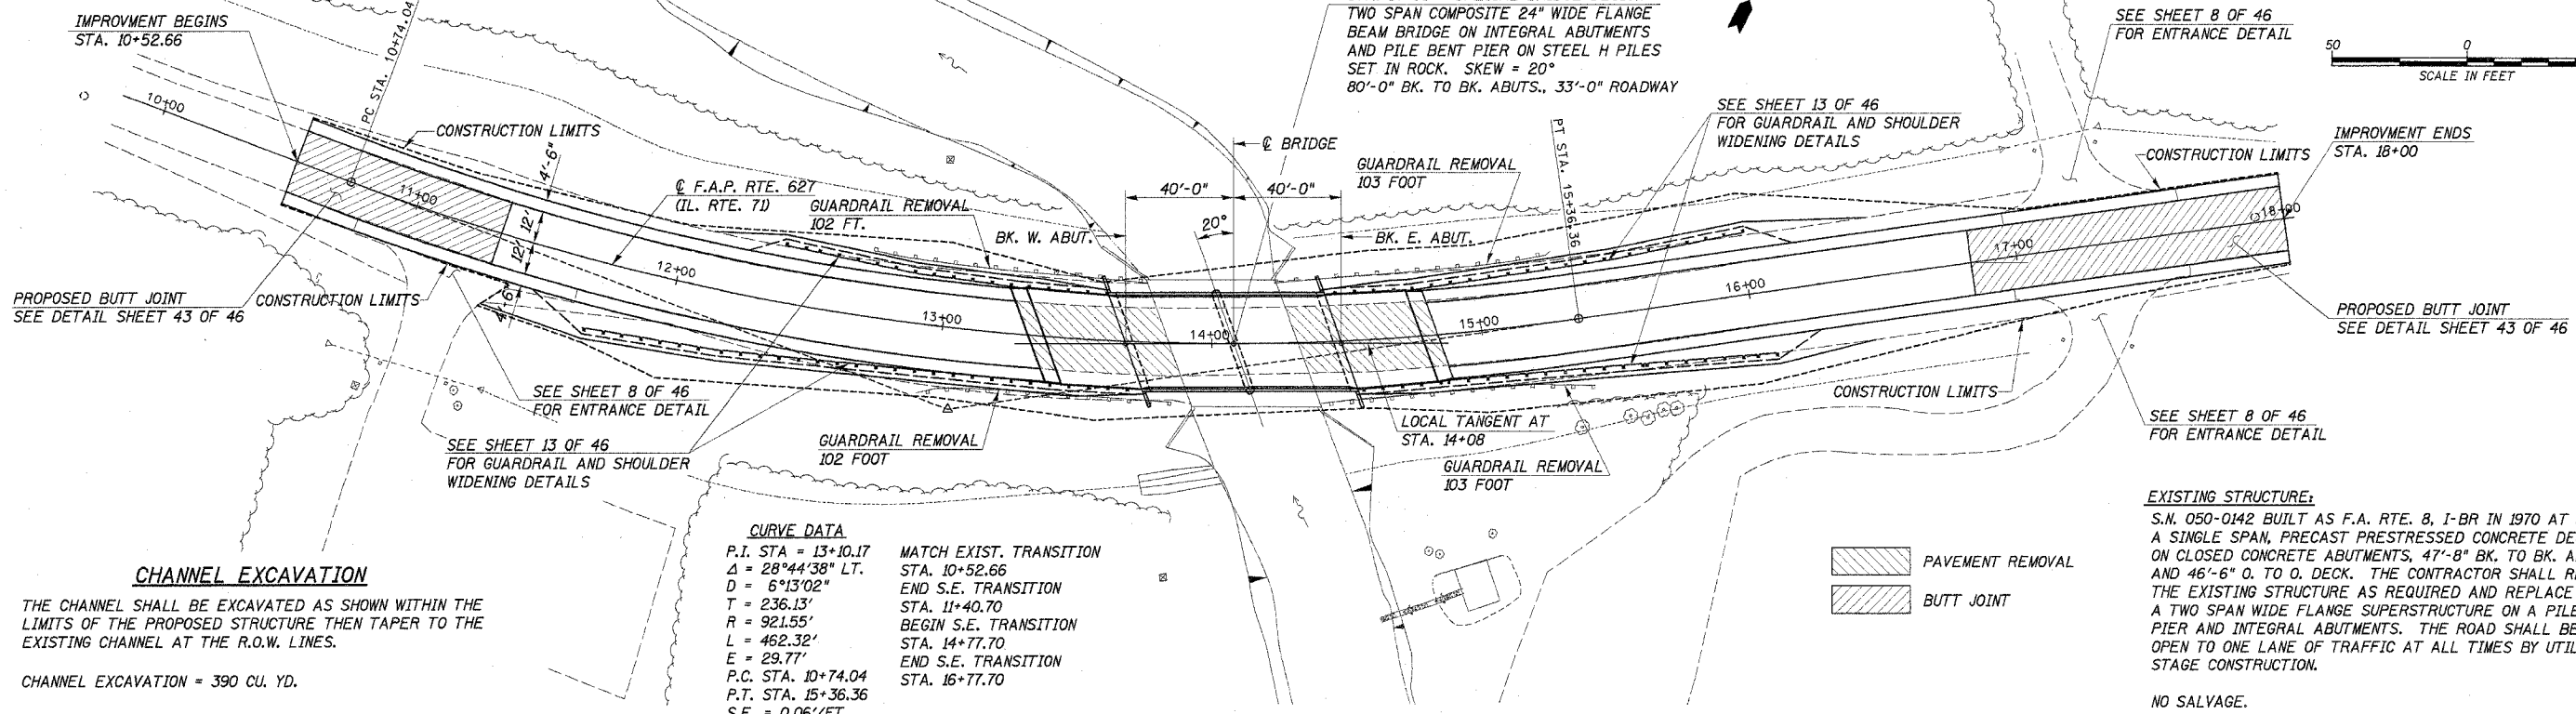 IMPROVMENT BEGINS
STA. 10+52.66
PC STA. 10+74.04
10+00
CONSTRUCTION LIMITS
4'-6"
11+00
12'
12'
4'-6"
℄ F.A.P. RTE. 627
(IL. RTE. 71)
GUARDRAIL REMOVAL
102 FT.
12+00
PROPOSED BUTT JOINT
SEE DETAIL SHEET 43 OF 46
CONSTRUCTION LIMITS
SEE SHEET 8 OF 46
FOR ENTRANCE DETAIL
SEE SHEET 13 OF 46
FOR GUARDRAIL AND SHOULDER
WIDENING DETAILS
GUARDRAIL REMOVAL
102 FOOT
13+00
BK. W. ABUT.
40'-0"
40'-0"
20°
℄ BRIDGE
BK. E. ABUT.
14+00
TWO SPAN COMPOSITE 24" WIDE FLANGE
BEAM BRIDGE ON INTEGRAL ABUTMENTS
AND PILE BENT PIER ON STEEL H PILES
SET IN ROCK. SKEW = 20°
80'-0" BK. TO BK. ABUTS., 33'-0" ROADWAY
GUARDRAIL REMOVAL
103 FOOT
PT STA. 15+36.36
15+00
LOCAL TANGENT AT
STA. 14+08
GUARDRAIL REMOVAL
103 FOOT
SEE SHEET 13 OF 46
FOR GUARDRAIL AND SHOULDER
WIDENING DETAILS
16+00
SEE SHEET 8 OF 46
FOR ENTRANCE DETAIL
50
0
SCALE IN FEET
CONSTRUCTION LIMITS
IMPROVMENT ENDS
STA. 18+00
17+00
18+00
PROPOSED BUTT JOINT
SEE DETAIL SHEET 43 OF 46
CONSTRUCTION LIMITS
SEE SHEET 8 OF 46
FOR ENTRANCE DETAIL
CHANNEL EXCAVATION
THE CHANNEL SHALL BE EXCAVATED AS SHOWN WITHIN THE
LIMITS OF THE PROPOSED STRUCTURE THEN TAPER TO THE
EXISTING CHANNEL AT THE R.O.W. LINES.
CHANNEL EXCAVATION = 390 CU. YD.
CURVE DATA
P.I. STA = 13+10.17
Δ = 28°44'38" LT.
D = 6°13'02"
T = 236.13'
R = 921.55'
L = 462.32'
E = 29.77'
P.C. STA. 10+74.04
P.T. STA. 15+36.36
S.E. = 0.06'/FT
MATCH EXIST. TRANSITION
STA. 10+52.66
END S.E. TRANSITION
STA. 11+40.70
BEGIN S.E. TRANSITION
STA. 14+77.70
END S.E. TRANSITION
STA. 16+77.70
PAVEMENT REMOVAL
BUTT JOINT
EXISTING STRUCTURE:
S.N. 050-0142 BUILT AS F.A. RTE. 8, I-BR IN 1970 AT
A SINGLE SPAN, PRECAST PRESTRESSED CONCRETE DE
ON CLOSED CONCRETE ABUTMENTS, 47'-8" BK. TO BK. A
AND 46'-6" O. TO O. DECK. THE CONTRACTOR SHALL R
THE EXISTING STRUCTURE AS REQUIRED AND REPLACE
A TWO SPAN WIDE FLANGE SUPERSTRUCTURE ON A PILE
PIER AND INTEGRAL ABUTMENTS. THE ROAD SHALL BE
OPEN TO ONE LANE OF TRAFFIC AT ALL TIMES BY UTIL
STAGE CONSTRUCTION.
NO SALVAGE.